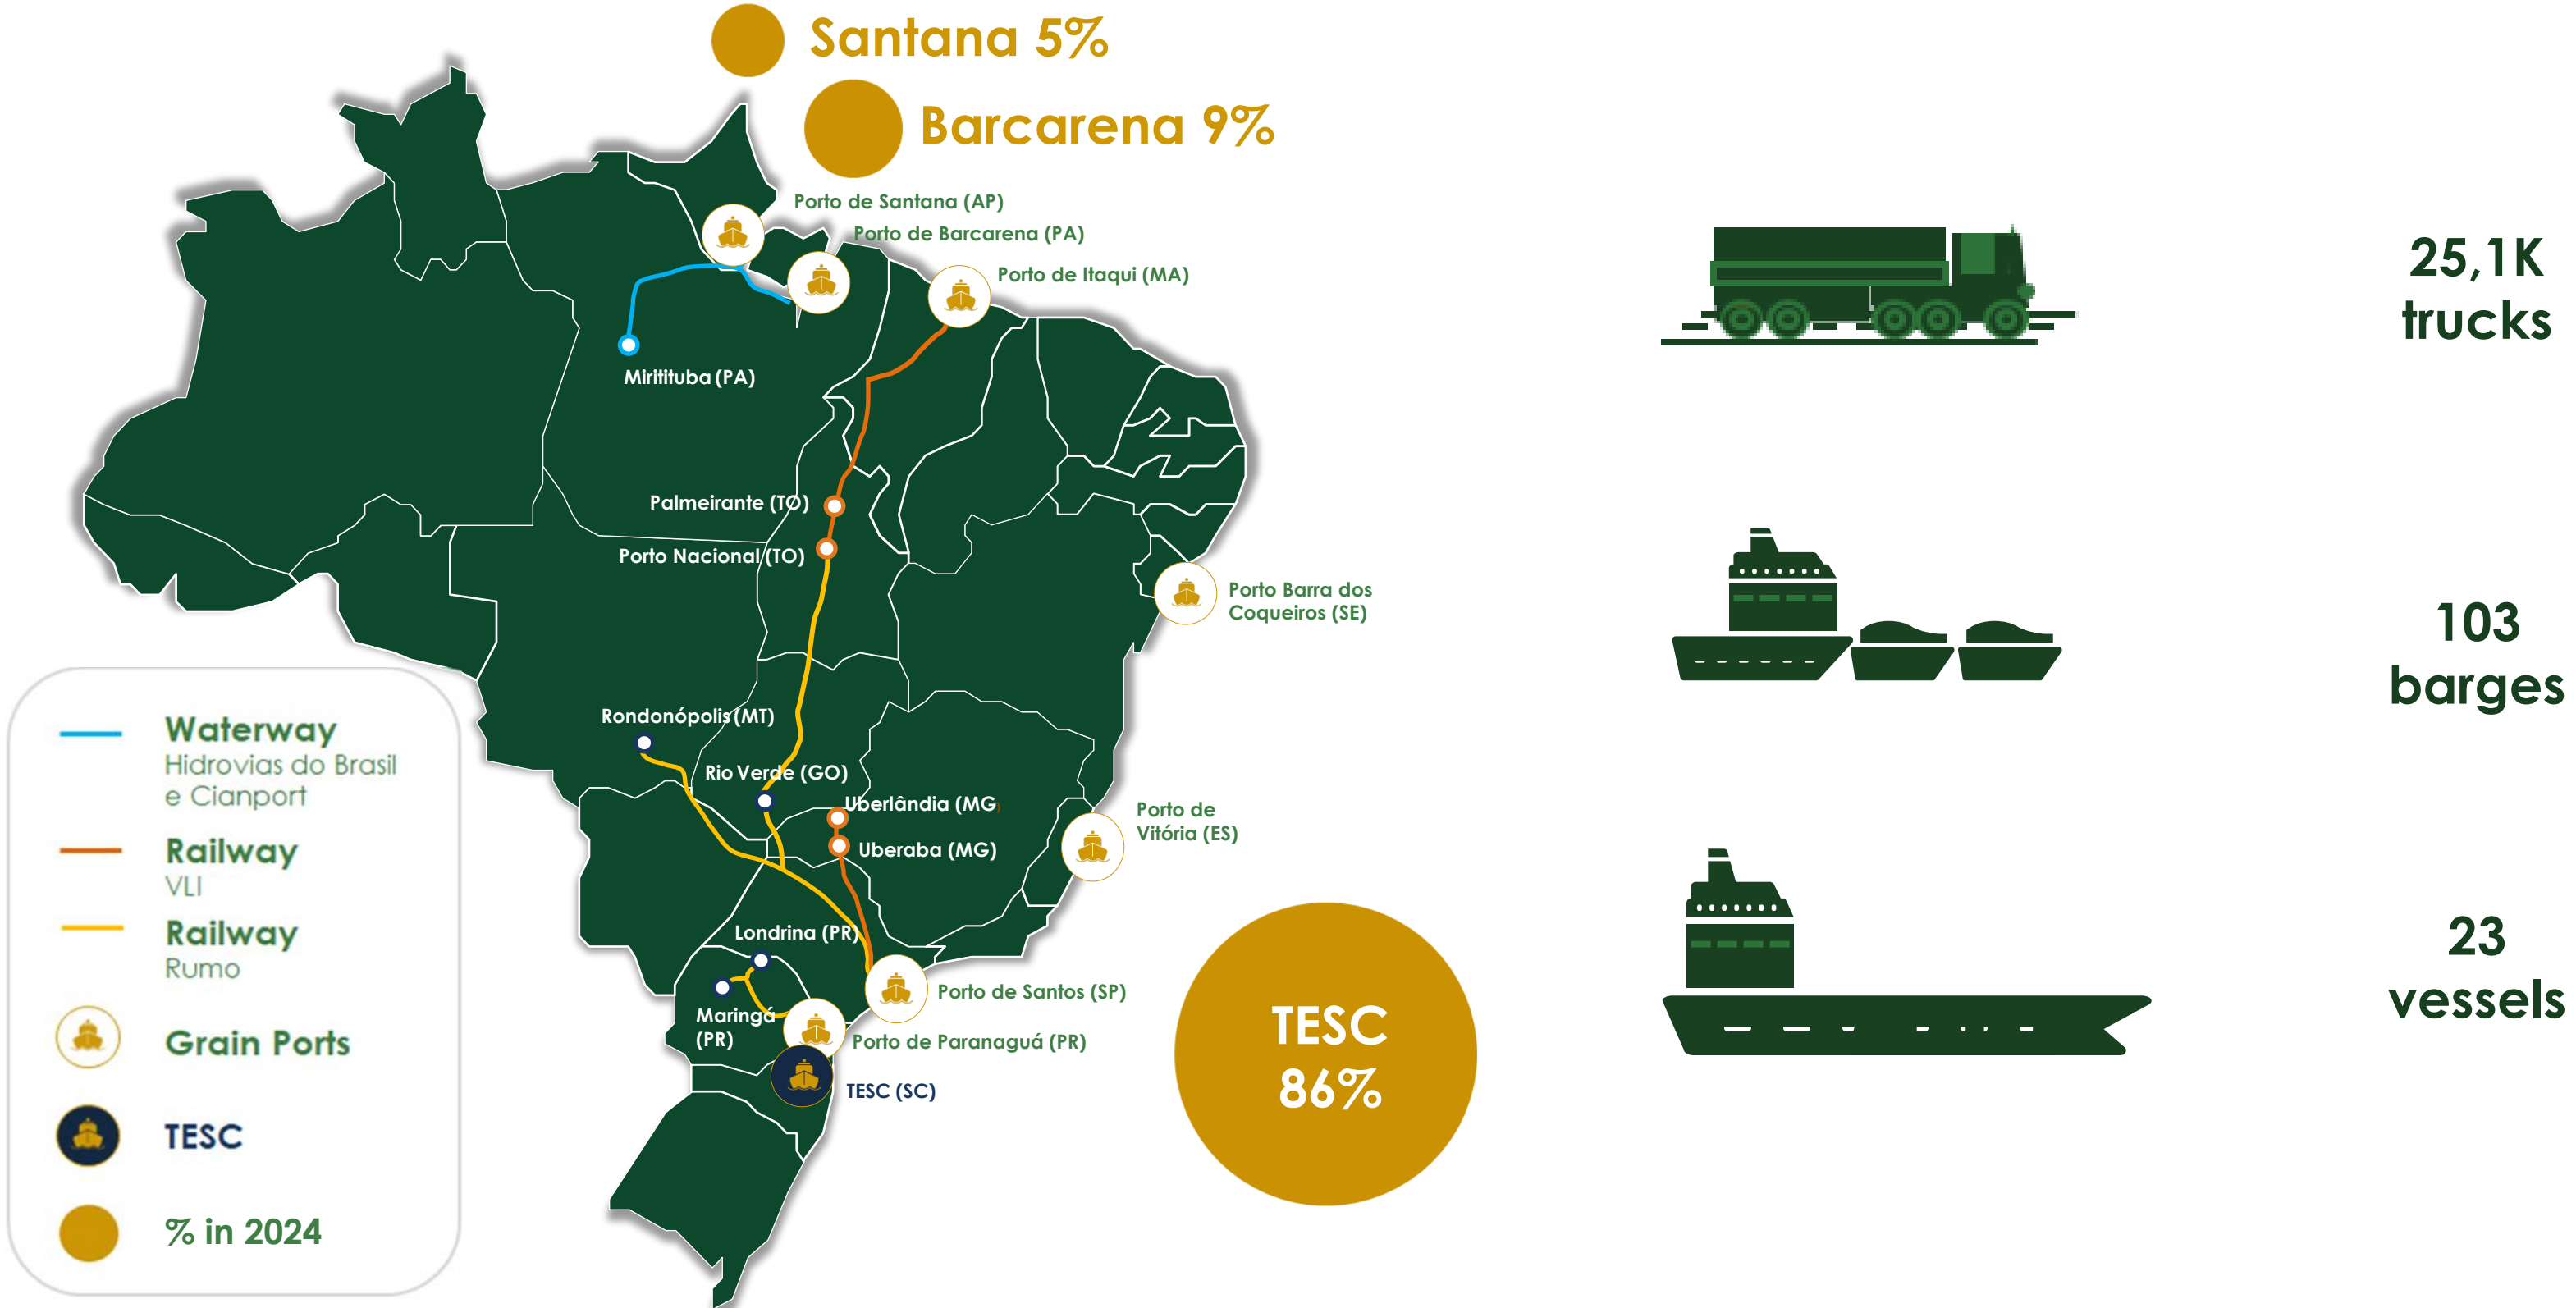 Santana 5%
Barcarena 9%
Porto de Santana (AP)
Porto de Barcarena (PA)
Porto de Itaqui (MA)
Miritituba (PA)
Palmeirante (TO)
Porto Nacional (TO)
Porto Barra dos
Coqueiros (SE)
Rondonópolis (MT)
Rio Verde (GO)
Uberlândia (MG)
Uberaba (MG)
Porto de
Vitória (ES)
Londrina (PR)
Maringá
(PR)
Porto de Santos (SP)
Porto de Paranaguá (PR)
TESC (SC)
TESC
86%
Waterway
Hidrovias do Brasil
e Cianport
Railway
VLI
Railway
Rumo
Grain Ports
TESC
% in 2024
25,1K
trucks
103
barges
23
vessels